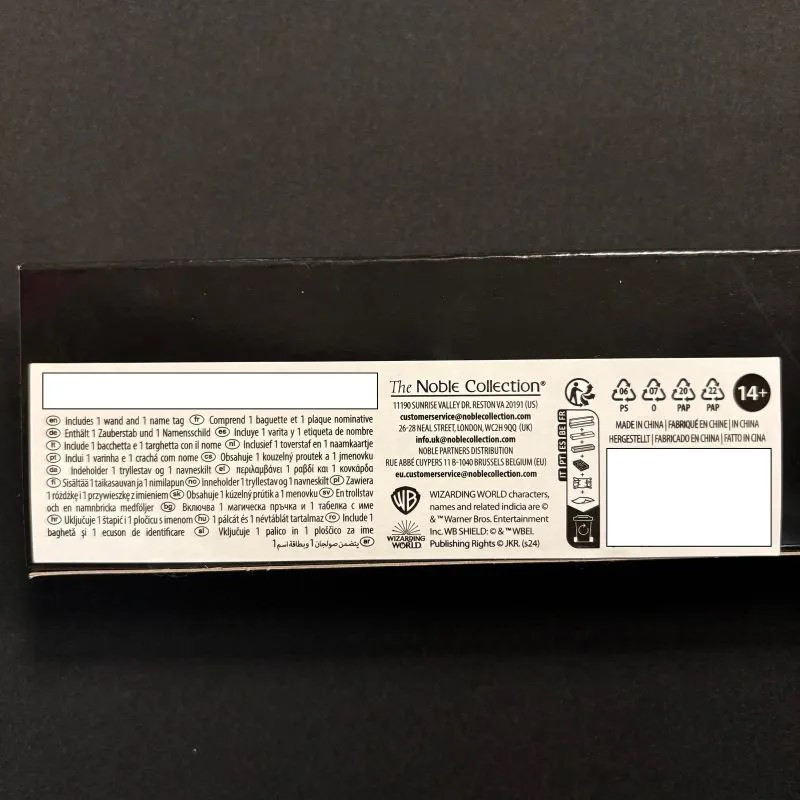 en Includes 1 wand and 1 name tag fr Comprend 1 baguette et 1 plaque nominative
de Enthält 1 Zauberstab und 1 Namensschild es Incluye 1 varita y 1 etiqueta de nombre
it Include 1 bacchetta e 1 targhetta con il nome nl Inclusief 1 toverstaf en 1 naamkaartje
pt Indui 1 varinha e 1 crachá com nome cs Obsahuje 1 kouzelný proutek a 1 jmenovku
da Indeholder 1 tryllestav og 1 navneskilt el περιλαμβάνει 1 ραβδί και 1 κονκάρδα
fi Sisältää 1 taikasauvan ja 1 nimilapun no Inneholder 1 tryllestav og 1 navneskilt pl Zawiera
1 różdżkę i 1 przywieszkę z imieniem sk Obsahuje 1 kúzelný prútik a 1 menovku sv En trollstav
och en namnbricka medföljer bg Включва 1 магическа пръчка и 1 табелка с име
hr Uključuje 1 štapić i 1 pločicu s imenom hu 1 pálcát és 1 névtáblát tartalmaz ro Include 1
baghetă și 1 ecuson de identificare sl Vključuje 1 palico in 1 ploščico za ime
ar يتضمن صولجان 1 وبطاقة اسم 1
The Noble Collection®
11190 SUNRISE VALLEY DR. RESTON VA 20191 (US)
customerservice@noblecollection.com
26-28 NEAL STREET, LONDON, WC2H 9QQ (UK)
info.uk@noblecollection.com
NOBLE PARTNERS DISTRIBUTION
RUE ABBÉ CUYPERS 11 B-1040 BRUSSELS BELGIUM (EU)
eu.customerservice@noblecollection.com
WB
WIZARDING
WORLD
WIZARDING WORLD characters,
names and related indicia are ©
& ™ Warner Bros. Entertainment
Inc. WB SHIELD: © & ™ WBEI.
Publishing Rights © JKR. (s24)
IT PT ES BE FR
06 07 20 22
PS O PAP PAP
14+
MADE IN CHINA | FABRIQUÉ EN CHINE | IN CHINA
HERGESTELLT | FABRICADO EN CHINA | FATTO IN CINA